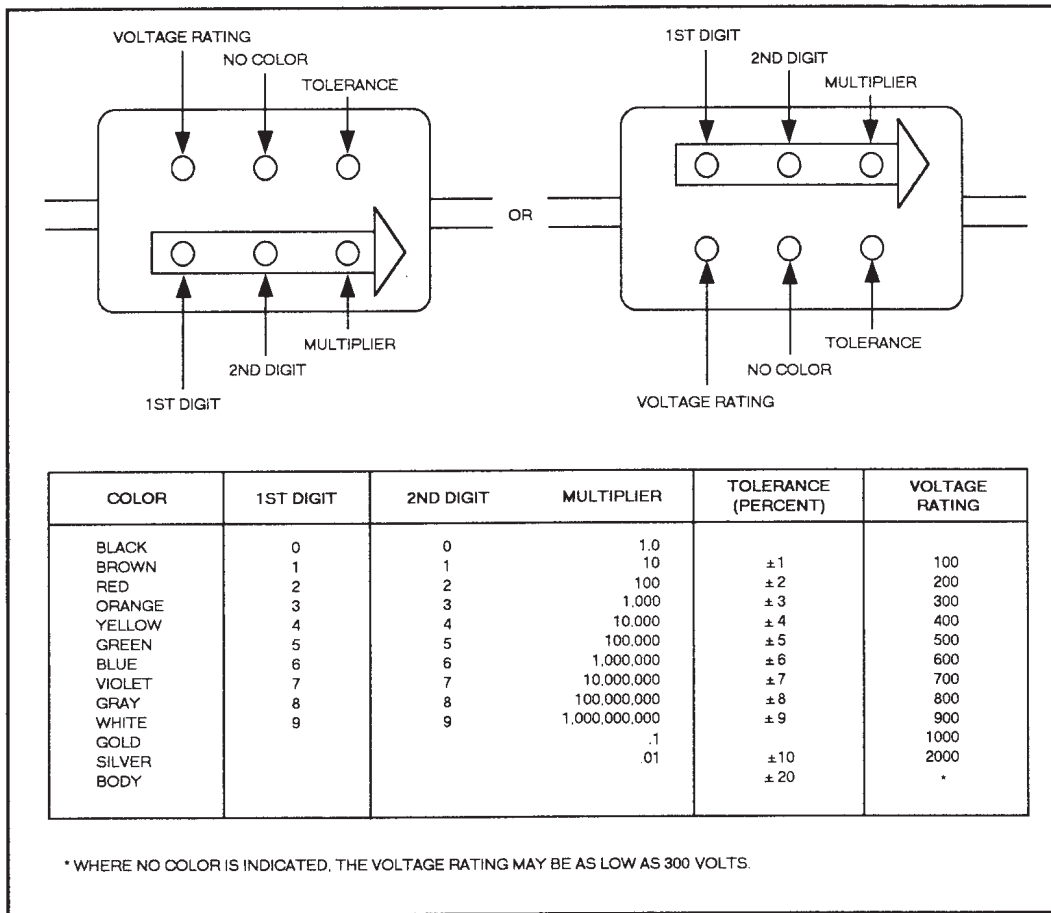 VOLTAGE RATING
NO COLOR
TOLERANCE
1ST DIGIT
2ND DIGIT
MULTIPLIER
OR
MULTIPLIER
2ND DIGIT
1ST DIGIT
TOLERANCE
NO COLOR
VOLTAGE RATING
COLOR 1ST DIGIT 2ND DIGIT MULTIPLIER TOLERANCE (PERCENT) VOLTAGE RATING
BLACK 0 0 1.0
BROWN 1 1 10 ±1 100
RED 2 2 100 ±2 200
ORANGE 3 3 1,000 ±3 300
YELLOW 4 4 10,000 ±4 400
GREEN 5 5 100,000 ±5 500
BLUE 6 6 1,000,000 ±6 600
VIOLET 7 7 10,000,000 ±7 700
GRAY 8 8 100,000,000 ±8 800
WHITE 9 9 1,000,000,000 ±9 900
GOLD .1 1000
SILVER .01 ±10 2000
BODY ±20 *
* WHERE NO COLOR IS INDICATED, THE VOLTAGE RATING MAY BE AS LOW AS 300 VOLTS.